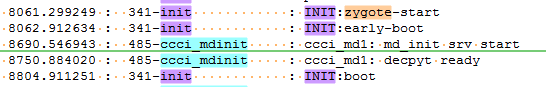 8061.299249 : 341-init : INIT:zygote-start
8062.912634 : 341-init : INIT:early-boot
8690.546943 : 485-ccci_mdinit : ccci_md1: md_init srv start
8750.884020 : 485-ccci_mdinit : ccci_md1: decpyt ready
8804.911251 : 341-init : INIT:boot